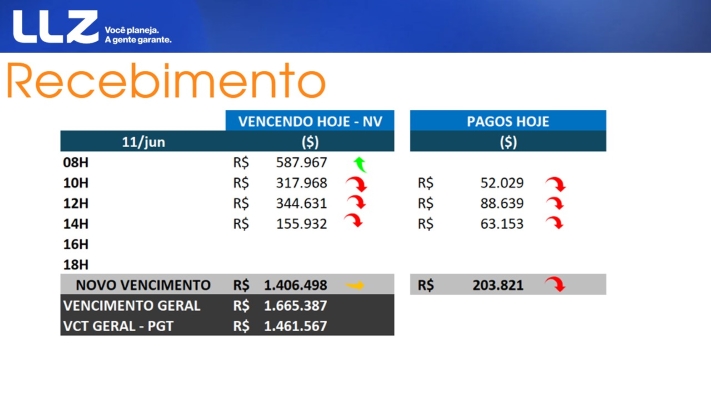 LLZ
Você planeja.
A gente garante.
Recebimento
VENCENDO HOJE - NV PAGOS HOJE
11/jun ($) ($)
08H R$ 587.967
10H R$ 317.968 R$ 52.029
12H R$ 344.631 R$ 88.639
14H R$ 155.932 R$ 63.153
16H
18H
NOVO VENCIMENTO R$ 1.406.498 R$ 203.821
VENCIMENTO GERAL R$ 1.665.387
VCT GERAL - PGT R$ 1.461.567